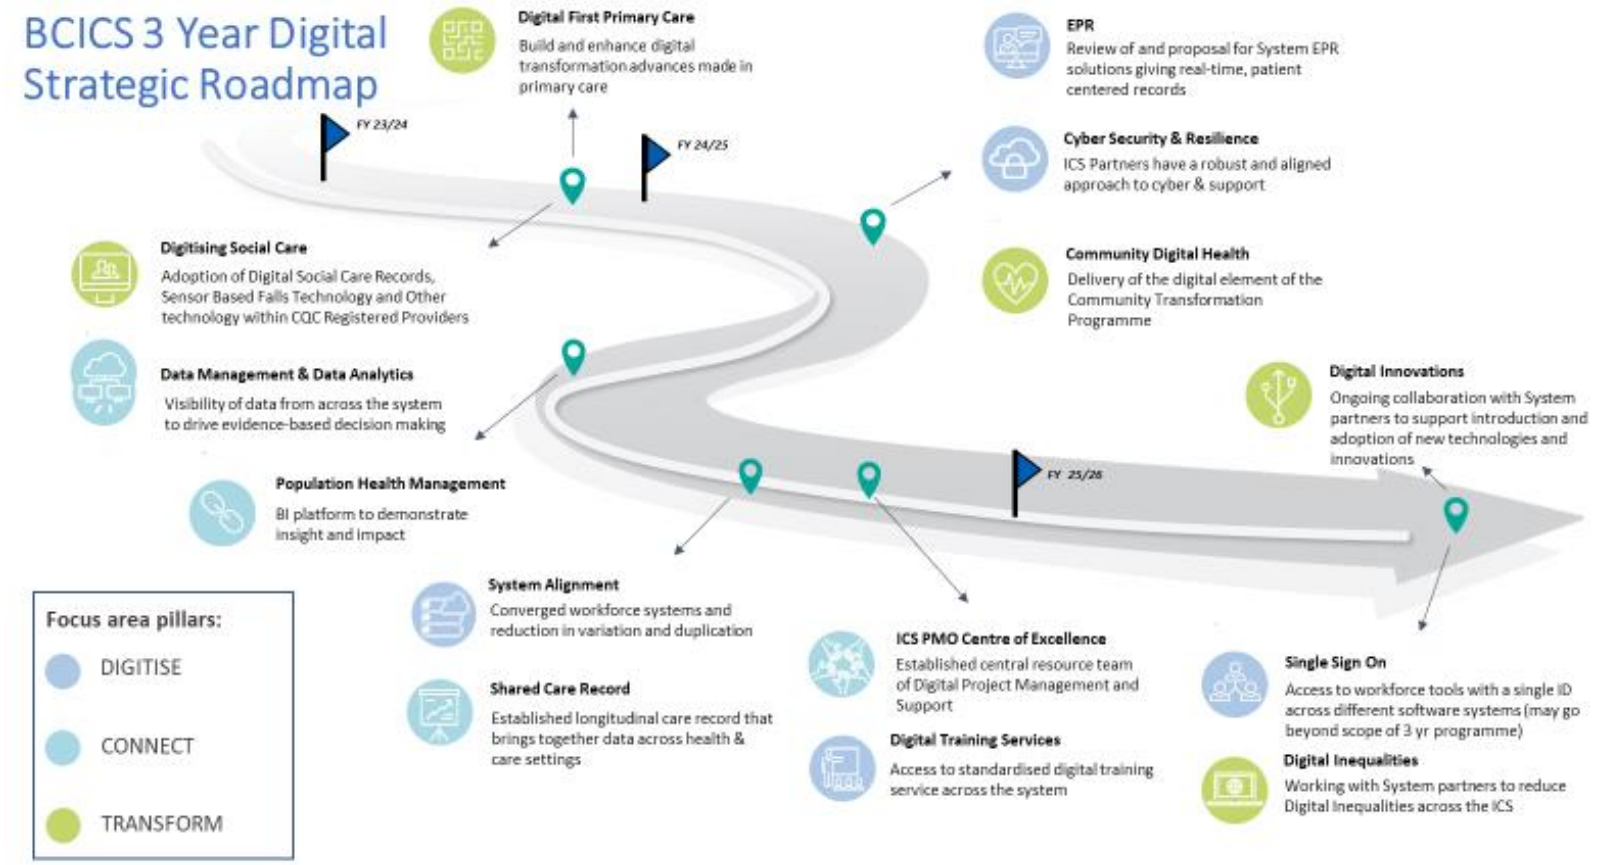 BCICS 3 Year Digital
Strategic Roadmap
Digital First Primary Care
Build and enhance digital
transformation advances made in
primary care
EPR
Review of and proposal for System EPR
solutions giving real-time, patient
centered records
FY 23/24
FY 24/25
Cyber Security & Resilience
ICS Partners have a robust and aligned
approach to cyber & support
Digitising Social Care
Adoption of Digital Social Care Records,
Sensor Based Falls Technology and Other
technology within CQC Registered Providers
Community Digital Health
Delivery of the digital element of the
Community Transformation
Programme
Data Management & Data Analytics
Visibility of data from across the system
to drive evidence-based decision making
Digital Innovations
Ongoing collaboration with System
partners to support introduction and
adoption of new technologies and
innovations
Population Health Management
BI platform to demonstrate
insight and impact
FY 25/26
System Alignment
Converged workforce systems and
reduction in variation and duplication
Shared Care Record
Established longitudinal care record that
brings together data across health &
care settings
ICS PMO Centre of Excellence
Established central resource team
of Digital Project Management and
Support
Digital Training Services
Access to standardised digital training
service across the system
Single Sign On
Access to workforce tools with a single ID
across different software systems (may go
beyond scope of 3 yr programme)
Digital Inequalities
Working with System partners to reduce
Digital Inequalities across the ICS
Focus area pillars:
DIGITISE
CONNECT
TRANSFORM